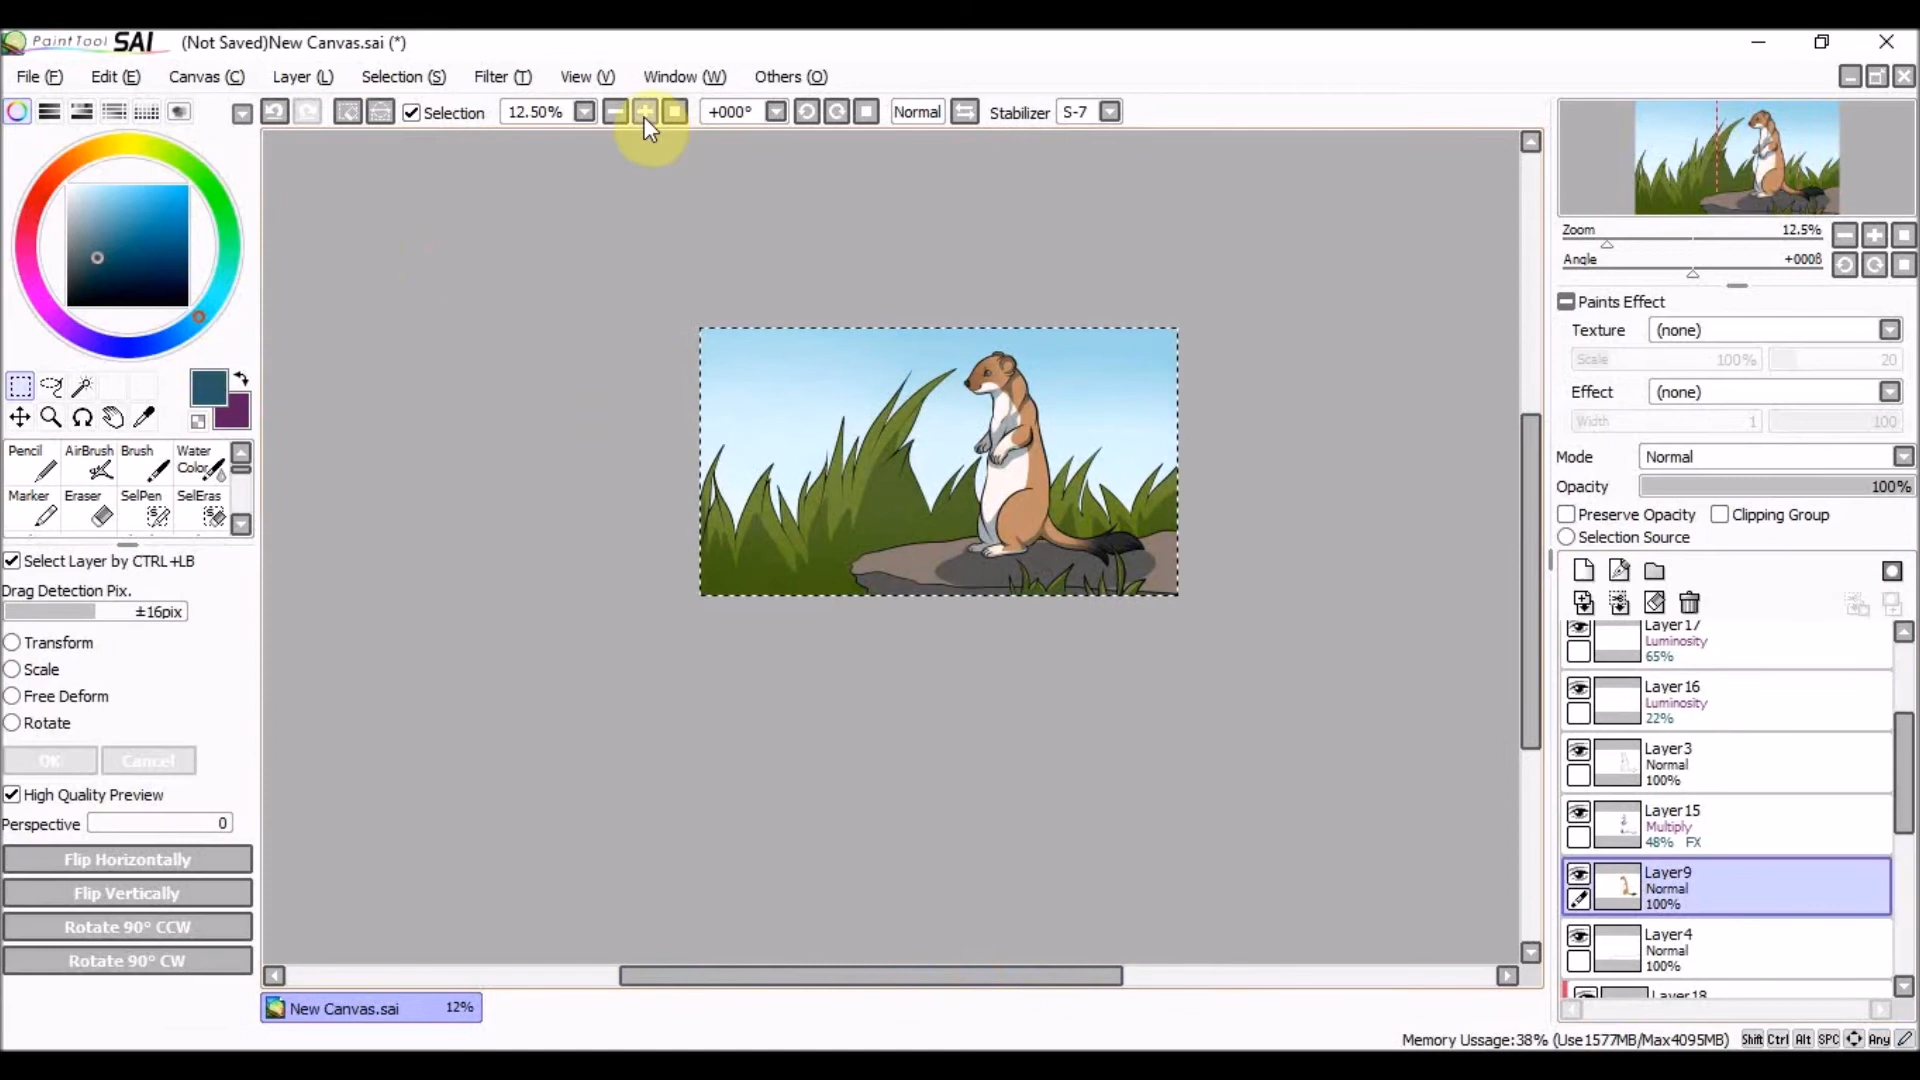 PaintTool SAI (Not Saved)New Canvas.sai (*)
File (F) Edit (E) Canvas (C) Layer (L) Selection (S) Filter (T) View (V) Window (W) Others (O)
Selection 12.50% +000° Normal Stabilizer S-7
Zoom 12.5%
Angle +000ß
Paints Effect
Texture (none)
Scale 100% 20
Effect (none)
Width 1 100
Mode Normal
Opacity 100%
Preserve Opacity Clipping Group
Selection Source
Pencil AirBrush Brush Water Color
Marker Eraser SelPen SelEras
Select Layer by CTRL+LB
Drag Detection Pix.
±16pix
Transform
Scale
Free Deform
Rotate
OK Cancel
High Quality Preview
Perspective 0
Flip Horizontally
Flip Vertically
Rotate 90° CCW
Rotate 90° CW
Layer17
Luminosity
65%
Layer16
Luminosity
22%
Layer3
Normal
100%
Layer15
Multiply
48% FX
Layer9
Normal
100%
Layer4
Normal
100%
Layer18
New Canvas.sai 12%
Memory Ussage:38% (Use1577MB/Max4095MB) Shift Ctrl Alt SPC Any